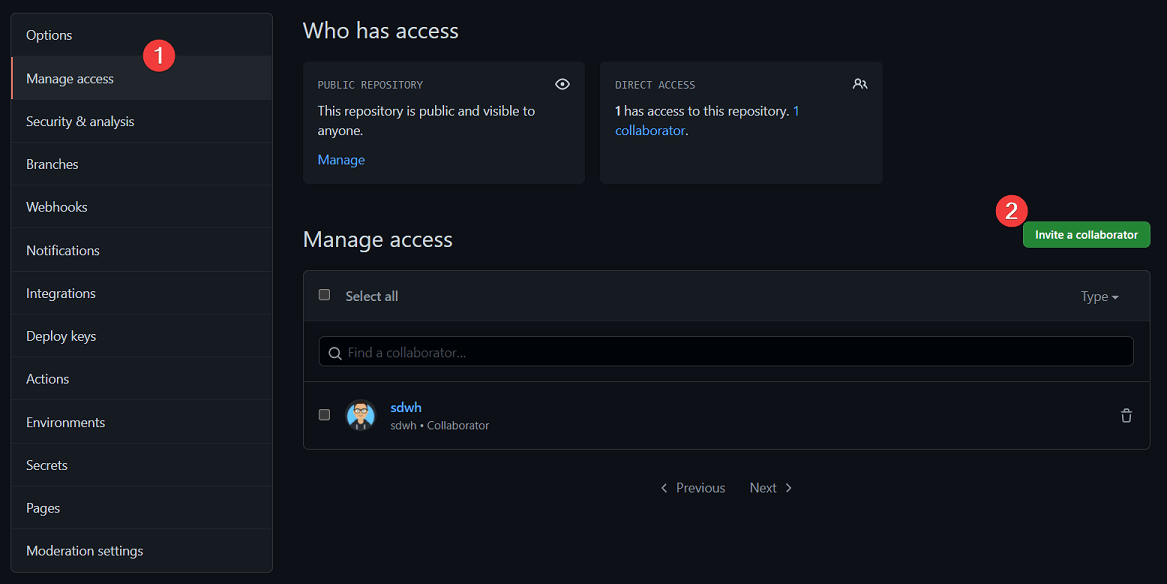 Options
1
Manage access
Security & analysis
Branches
Webhooks
Notifications
Integrations
Deploy keys
Actions
Environments
Secrets
Pages
Moderation settings
Who has access
PUBLIC REPOSITORY
This repository is public and visible to
anyone.
Manage
DIRECT ACCESS
1 has access to this repository. 1
collaborator.
Manage access
2
Invite a collaborator
Select all
Type
Find a collaborator...
sdwh
sdwh • Collaborator
Previous
Next